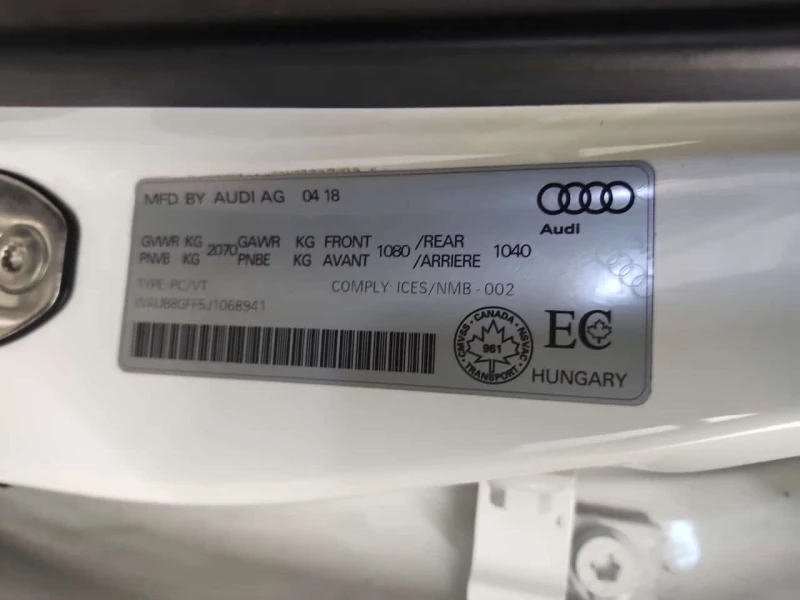 MFD BY AUDI AG 04 18
Audi
GVWR KG 2070 GAWR KG FRONT 1080 /REAR 1040
PNVB KG PNBE KG AVANT /ARRIERE
TYPE-PC/VT COMPLY: ICES/NMB - 002
WAUB8GFF5J1068941
CMVSS - CANADA - NSVAC
961
TRANSPORT
EC
HUNGARY